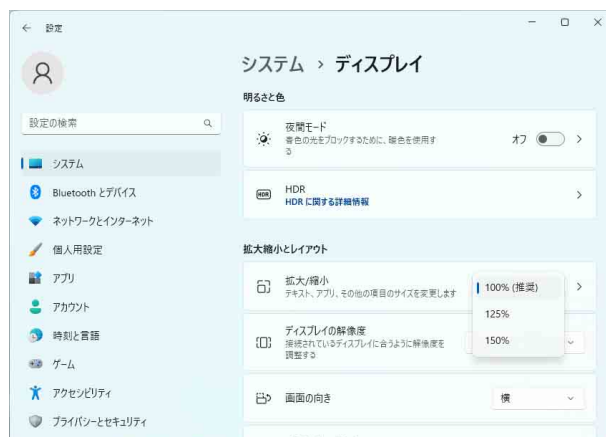 設定
システム › ディスプレイ
明るさと色
設定の検索
夜間モード
青色の光をブロックするために、暖色を使用す
る
オフ
システム
Bluetooth とデバイス
HDR
HDR
HDR に関する詳細情報
ネットワークとインターネット
個人用設定
拡大縮小とレイアウト
アプリ
拡大/縮小
テキスト、アプリ、その他の項目のサイズを変更します
100% (推奨)
125%
150%
アカウント
時刻と言語
ディスプレイの解像度
接続されているディスプレイに合うように解像度を
調整する
ゲーム
アクセシビリティ
画面の向き
横
プライバシーとセキュリティ